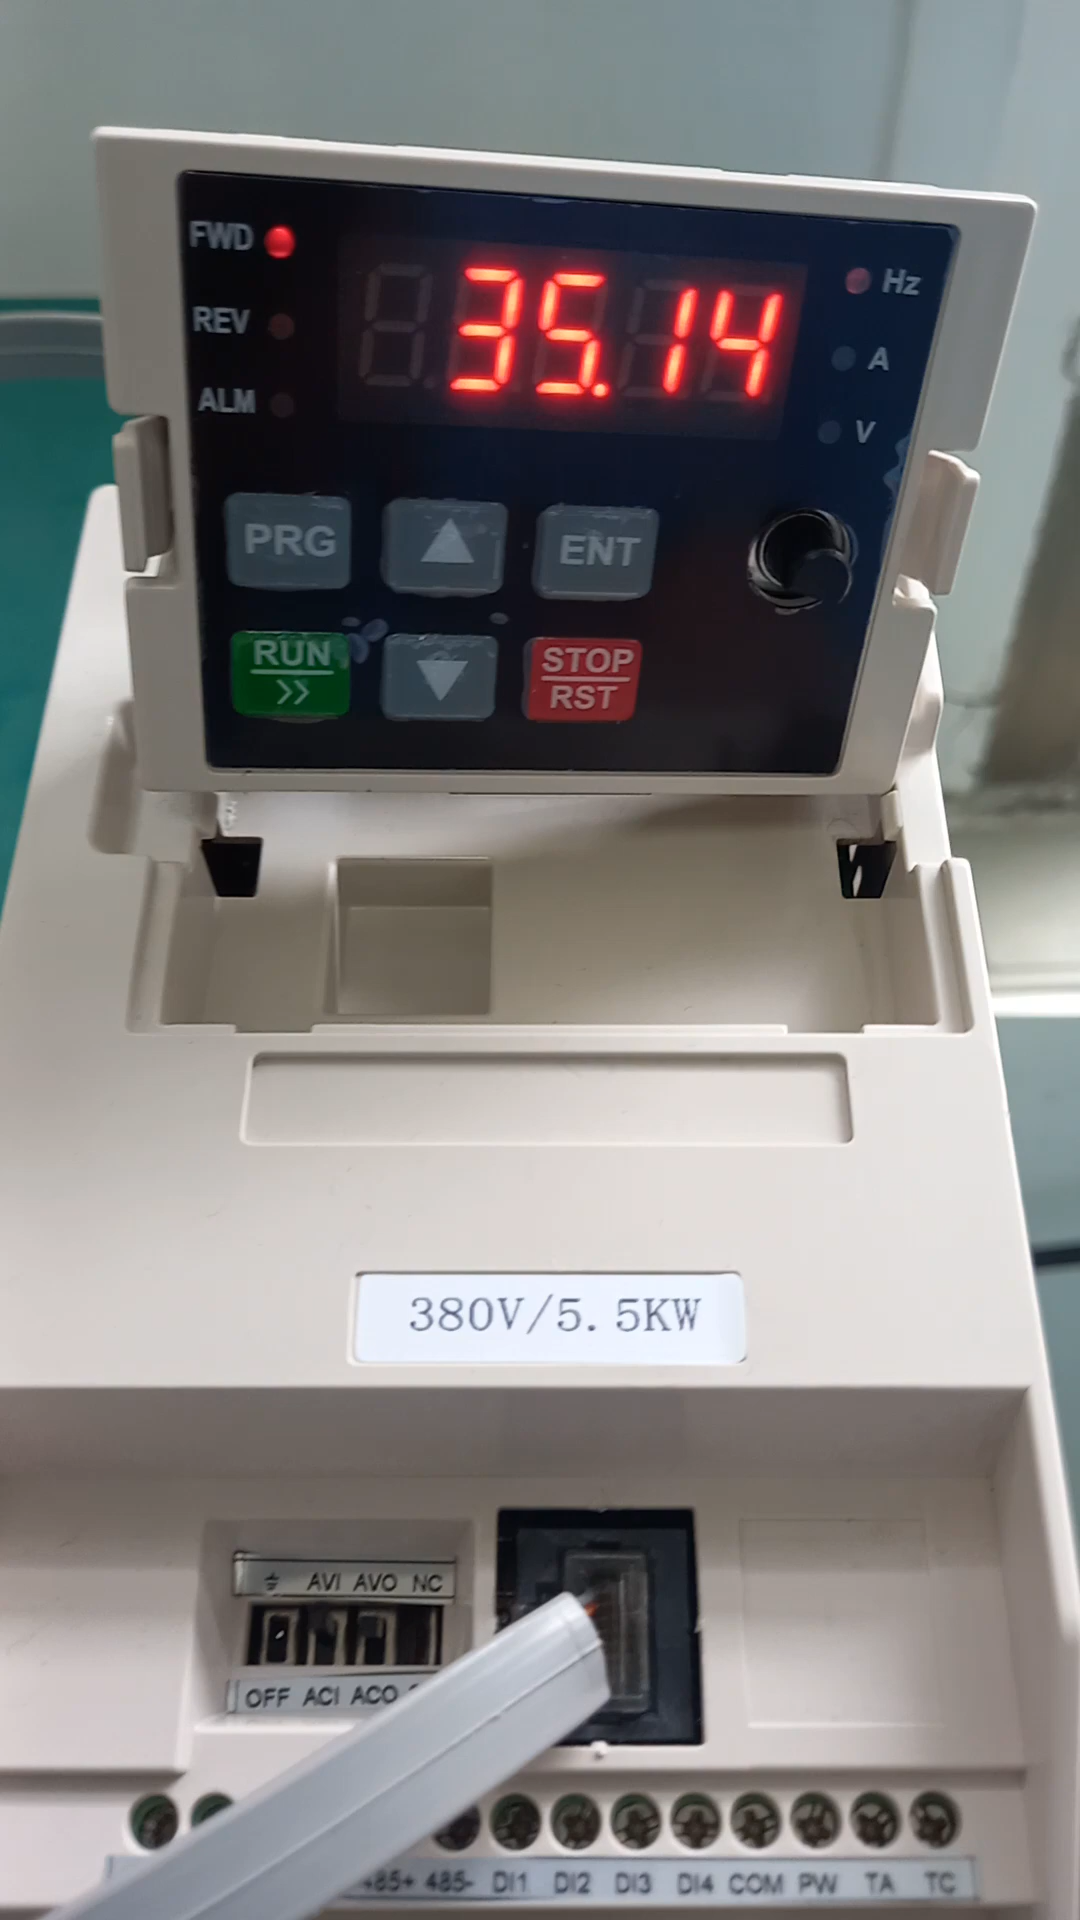 FWD
35.14
Hz
REV
A
ALM
V
PRG
ENT
RUN
STOP
RST
380V/5.5KW
AVI AVO NC
OFF ACI ACO
485+ 485- DI1 DI2 DI3 DI4 COM PW TA TC